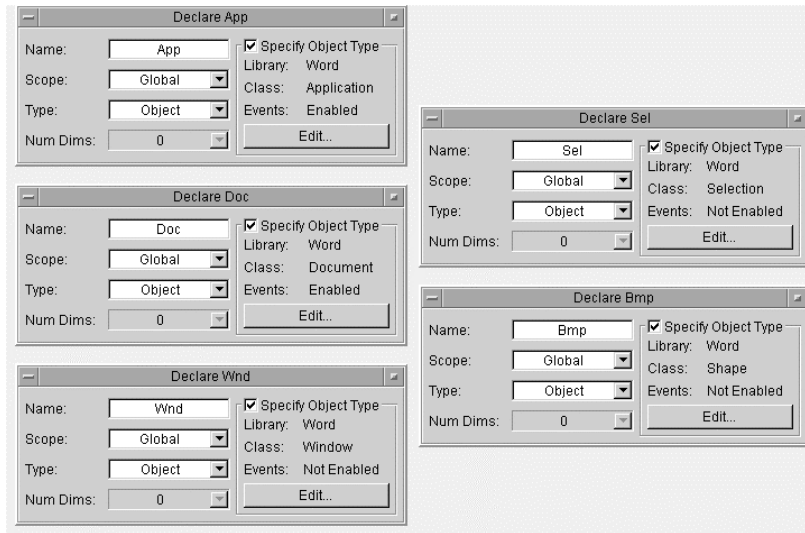 Declare App
Name: App
Scope: Global
Type: Object
Num Dims: 0
Specify Object Type
Library: Word
Class: Application
Events: Enabled
Edit...
Declare Doc
Name: Doc
Scope: Global
Type: Object
Num Dims: 0
Specify Object Type
Library: Word
Class: Document
Events: Enabled
Edit...
Declare Wnd
Name: Wnd
Scope: Global
Type: Object
Num Dims: 0
Specify Object Type
Library: Word
Class: Window
Events: Not Enabled
Edit...
Declare Sel
Name: Sel
Scope: Global
Type: Object
Num Dims: 0
Specify Object Type
Library: Word
Class: Selection
Events: Not Enabled
Edit...
Declare Bmp
Name: Bmp
Scope: Global
Type: Object
Num Dims: 0
Specify Object Type
Library: Word
Class: Shape
Events: Not Enabled
Edit...